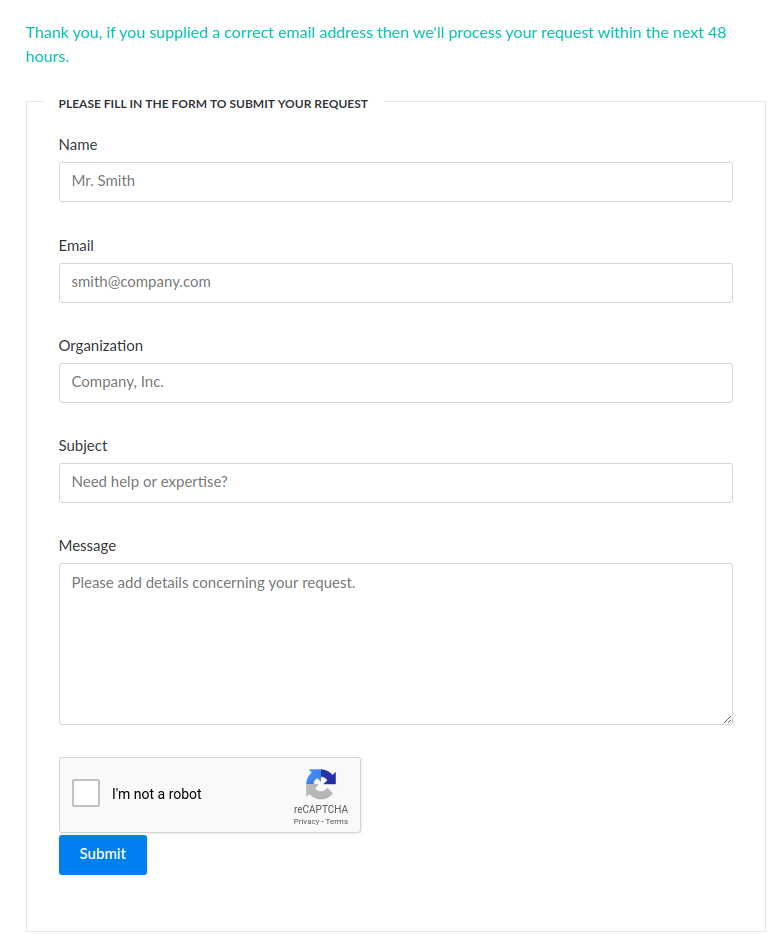 Thank you, if you supplied a correct email address then we'll process your request within the next 48
hours.
PLEASE FILL IN THE FORM TO SUBMIT YOUR REQUEST
Name
Mr. Smith
Email
smith@company.com
Organization
Company, Inc.
Subject
Need help or expertise?
Message
Please add details concerning your request.
I'm not a robot
reCAPTCHA
Privacy - Terms
Submit